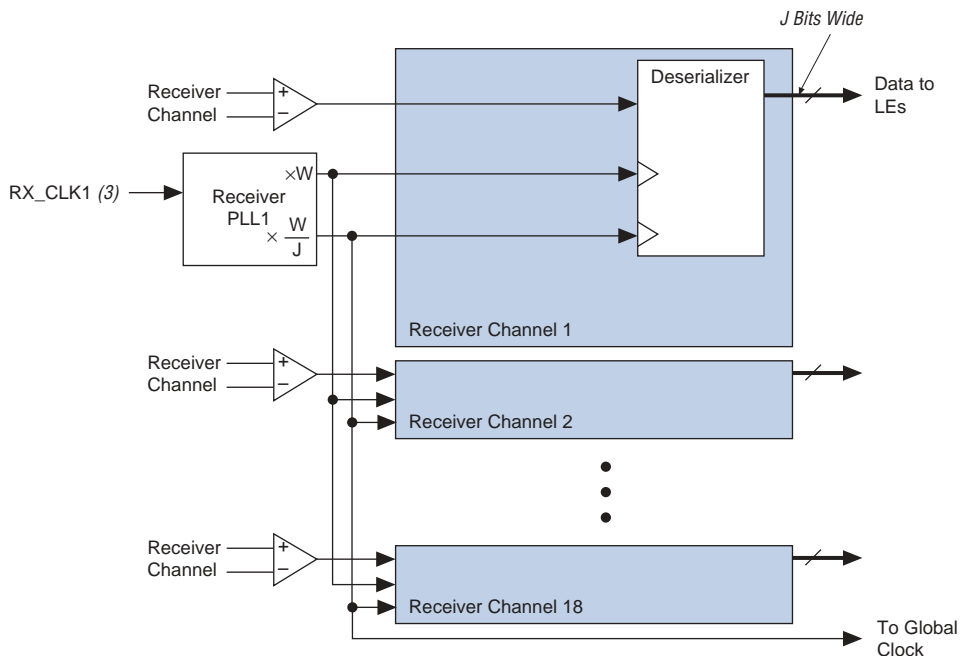 J Bits Wide
Receiver
Channel
+
−
Deserializer
Data to
LEs
RX_CLK1 (3)
Receiver
PLL1
×W
× W
J
Receiver Channel 1
Receiver
Channel
+
−
Receiver Channel 2
Receiver
Channel
+
−
Receiver Channel 18
To Global
Clock